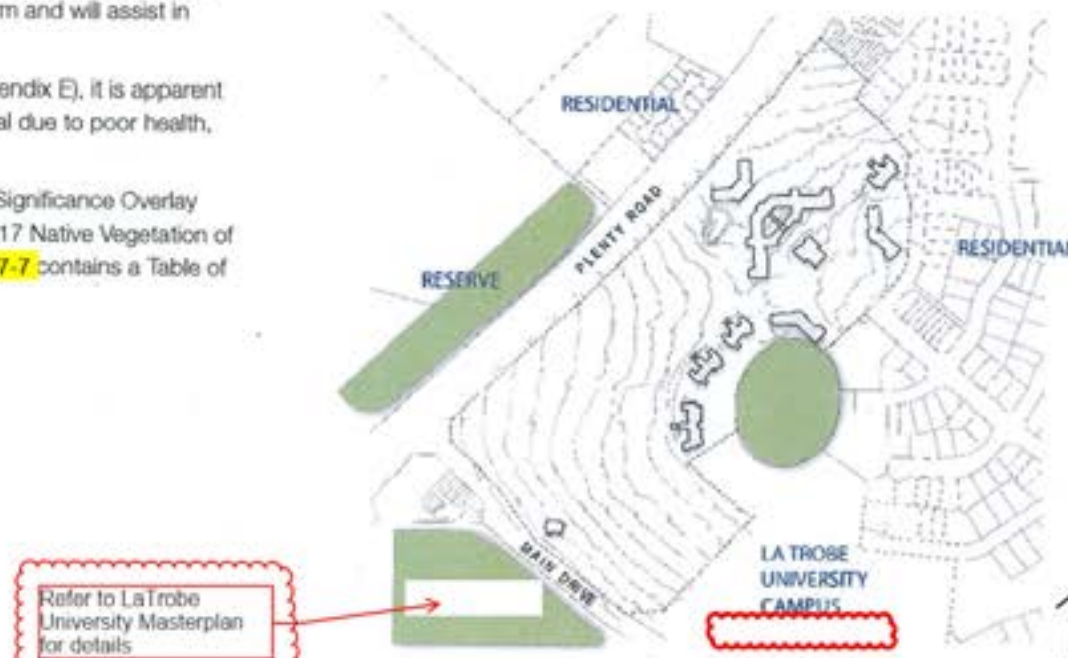 m and will assist in
endix E), it is apparent
al due to poor health,
Significance Overlay
17 Native Vegetation of
7-7 contains a Table of
RESIDENTIAL
PLENTY ROAD
RESERVE
RESIDENTIAL
MAIN DRIVE
LA TROBE
UNIVERSITY
CAMPUS
Refer to LaTrobe
University Masterplan
for details